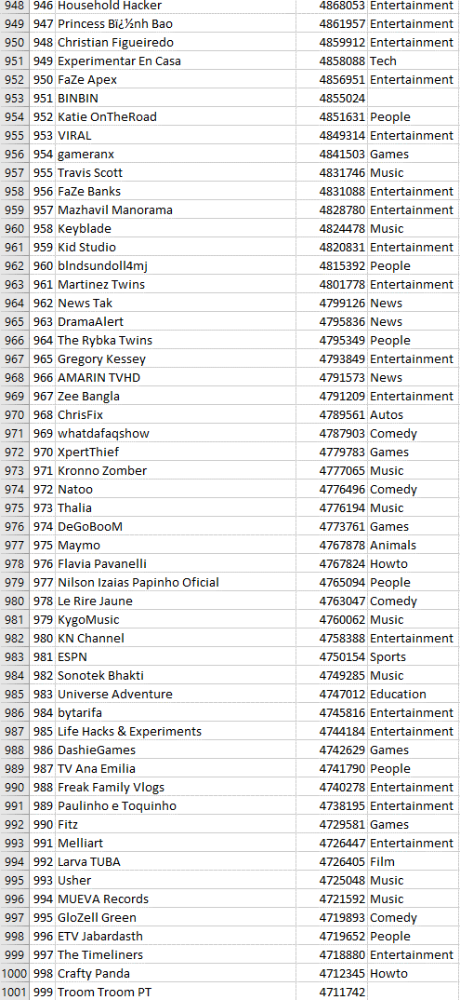 948 946 Household Hacker 4868053 Entertainment
949 947 Princess Bï¿½nh Bao 4861957 Entertainment
950 948 Christian Figueiredo 4859912 Entertainment
951 949 Experimentar En Casa 4858088 Tech
952 950 FaZe Apex 4856951 Entertainment
953 951 BINBIN 4855024
954 952 Katie OnTheRoad 4851631 People
955 953 VIRAL 4849314 Entertainment
956 954 gameranx 4841503 Games
957 955 Travis Scott 4831746 Music
958 956 FaZe Banks 4831088 Entertainment
959 957 Mazhavil Manorama 4828780 Entertainment
960 958 Keyblade 4824478 Music
961 959 Kid Studio 4820831 Entertainment
962 960 blndsundoll4mj 4815392 People
963 961 Martinez Twins 4801778 Entertainment
964 962 News Tak 4799126 News
965 963 DramaAlert 4795836 News
966 964 The Rybka Twins 4795349 People
967 965 Gregory Kessey 4793849 Entertainment
968 966 AMARIN TVHD 4791573 News
969 967 Zee Bangla 4791209 Entertainment
970 968 ChrisFix 4789561 Autos
971 969 whatdafaqshow 4787903 Comedy
972 970 XpertThief 4779783 Games
973 971 Kronno Zomber 4777065 Music
974 972 Natoo 4776496 Comedy
975 973 Thalia 4776194 Music
976 974 DeGoBooM 4773761 Games
977 975 Maymo 4767878 Animals
978 976 Flavia Pavanelli 4767824 Howto
979 977 Nilson Izaias Papinho Oficial 4765094 People
980 978 Le Rire Jaune 4763047 Comedy
981 979 KygoMusic 4760062 Music
982 980 KN Channel 4758388 Entertainment
983 981 ESPN 4750154 Sports
984 982 Sonotek Bhakti 4749285 Music
985 983 Universe Adventure 4747012 Education
986 984 bytarifa 4745816 Entertainment
987 985 Life Hacks & Experiments 4744184 Entertainment
988 986 DashieGames 4742629 Games
989 987 TV Ana Emilia 4741790 People
990 988 Freak Family Vlogs 4740278 Entertainment
991 989 Paulinho e Toquinho 4738195 Entertainment
992 990 Fitz 4729581 Games
993 991 Melliart 4726447 Entertainment
994 992 Larva TUBA 4726405 Film
995 993 Usher 4725048 Music
996 994 MUEVA Records 4721592 Music
997 995 GloZell Green 4719893 Comedy
998 996 ETV Jabardasth 4719652 People
999 997 The Timeliners 4718880 Entertainment
1000 998 Crafty Panda 4712345 Howto
1001 999 Troom Troom PT 4711742